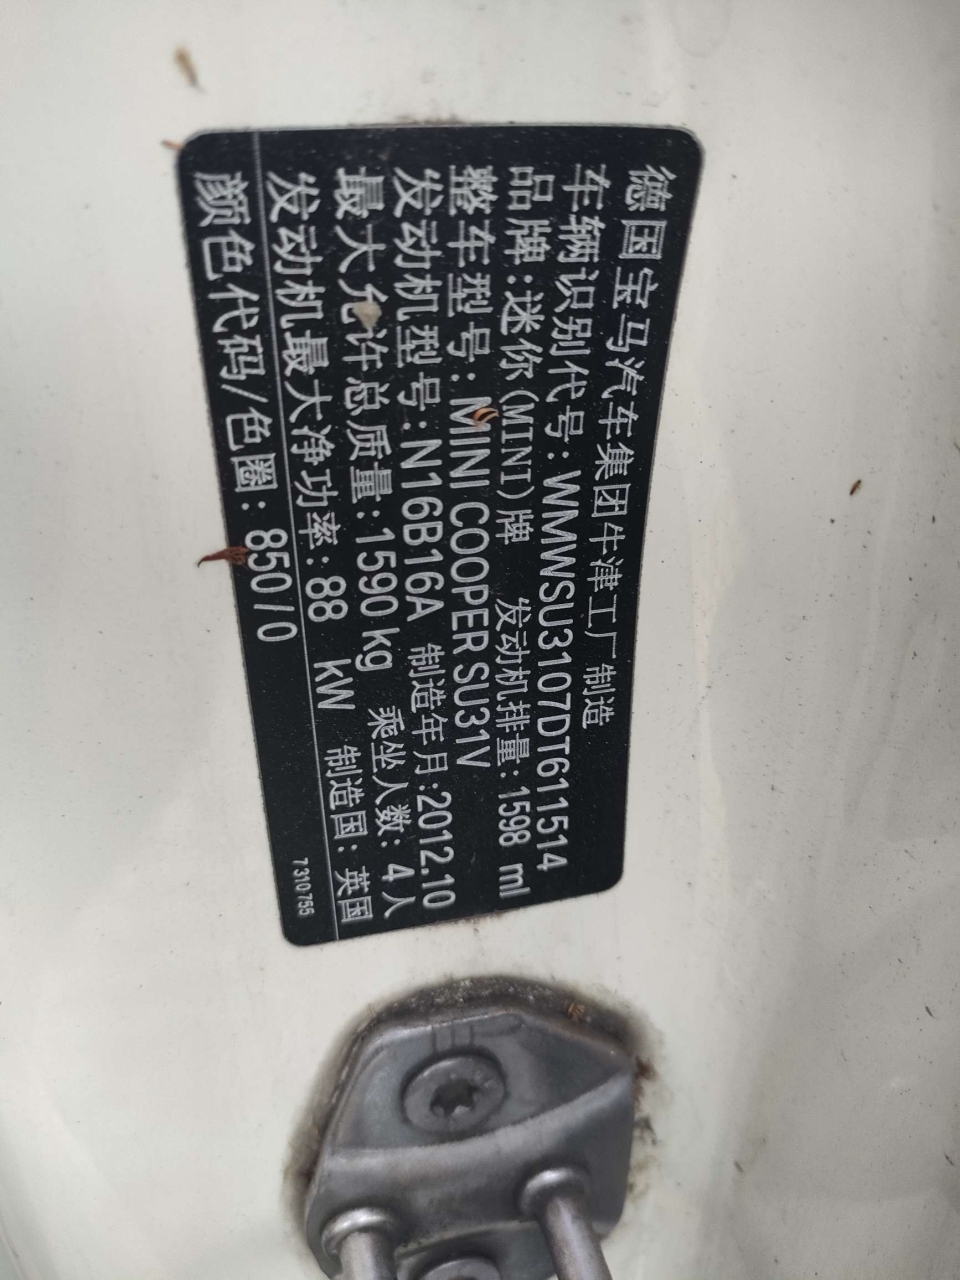 德国宝马汽车集团牛津工厂制造
车辆识别代号:WMWSU3107DT611514
品牌:迷你(MINI)牌 发动机排量:1598 ml
整车型号:MINI COOPER SU31V
发动机型号:N16B16A 制造年月:2012.10
最大允许总质量:1590kg 乘坐人数:4人
发动机最大净功率:88 kW 制造国:英国
颜色代码/色圈:850/0
7310755